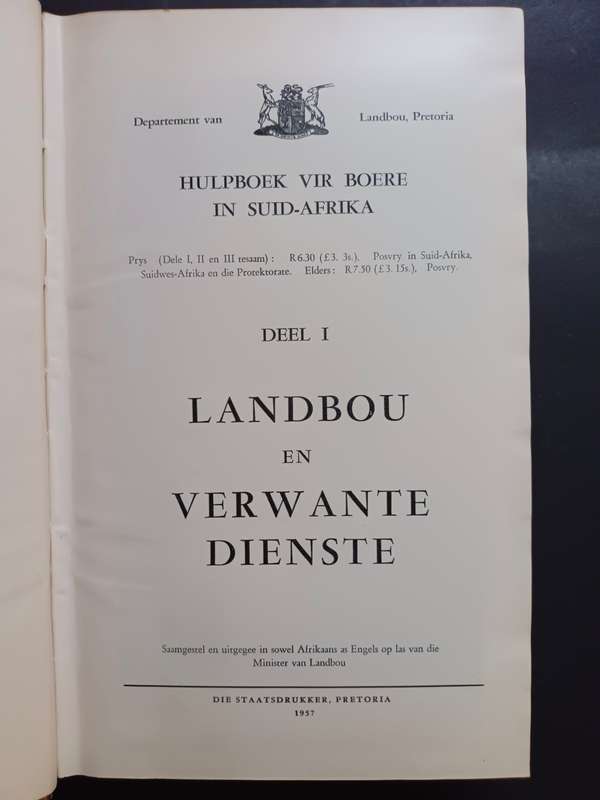 Departement van Landbou, Pretoria
HULPBOEK VIR BOERE
IN SUID-AFRIKA
Prys (Dele I, II en III tesaam) : R6.30 (£3. 3s.), Posvry in Suid-Afrika,
Suidwes-Afrika en die Protektorate. Elders : R7.50 (£3. 15s.), Posvry.
DEEL I
LANDBOU
EN
VERWANTE
DIENSTE
Saamgestel en uitgegee in sowel Afrikaans as Engels op las van die
Minister van Landbou
DIE STAATSDRUKKER, PRETORIA
1957